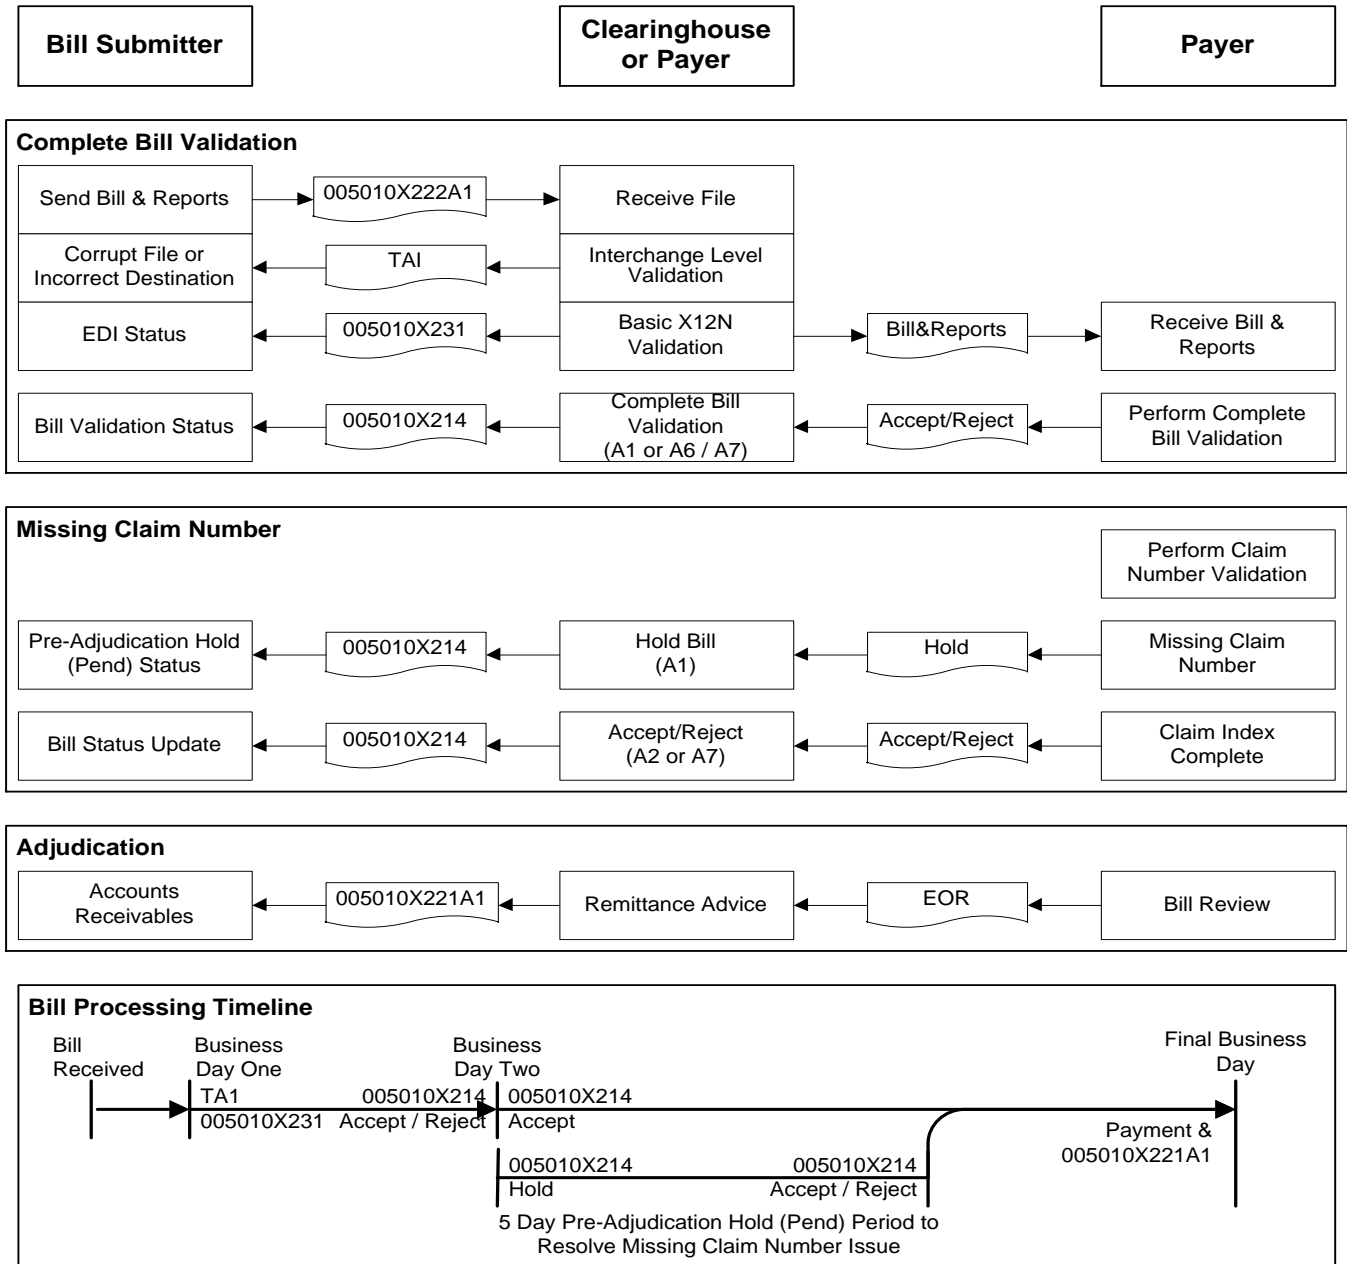 Bill Submitter
Clearinghouse
or Payer
Payer
Complete Bill Validation
Send Bill & Reports
005010X222A1
Receive File
Corrupt File or
Incorrect Destination
TAI
Interchange Level
Validation
EDI Status
005010X231
Basic X12N
Validation
Bill&Reports
Receive Bill &
Reports
Bill Validation Status
005010X214
Complete Bill
Validation
(A1 or A6 / A7)
Accept/Reject
Perform Complete
Bill Validation
Missing Claim Number
Perform Claim
Number Validation
Pre-Adjudication Hold
(Pend) Status
005010X214
Hold Bill
(A1)
Hold
Missing Claim
Number
Bill Status Update
005010X214
Accept/Reject
(A2 or A7)
Accept/Reject
Claim Index
Complete
Adjudication
Accounts
Receivables
005010X221A1
Remittance Advice
EOR
Bill Review
Bill Processing Timeline
Bill
Received
Business
Day One
Business
Day Two
Final Business
Day
TA1
005010X231
005010X214
Accept / Reject
005010X214
Accept
Payment &
005010X221A1
005010X214
Hold
005010X214
Accept / Reject
5 Day Pre-Adjudication Hold (Pend) Period to
Resolve Missing Claim Number Issue